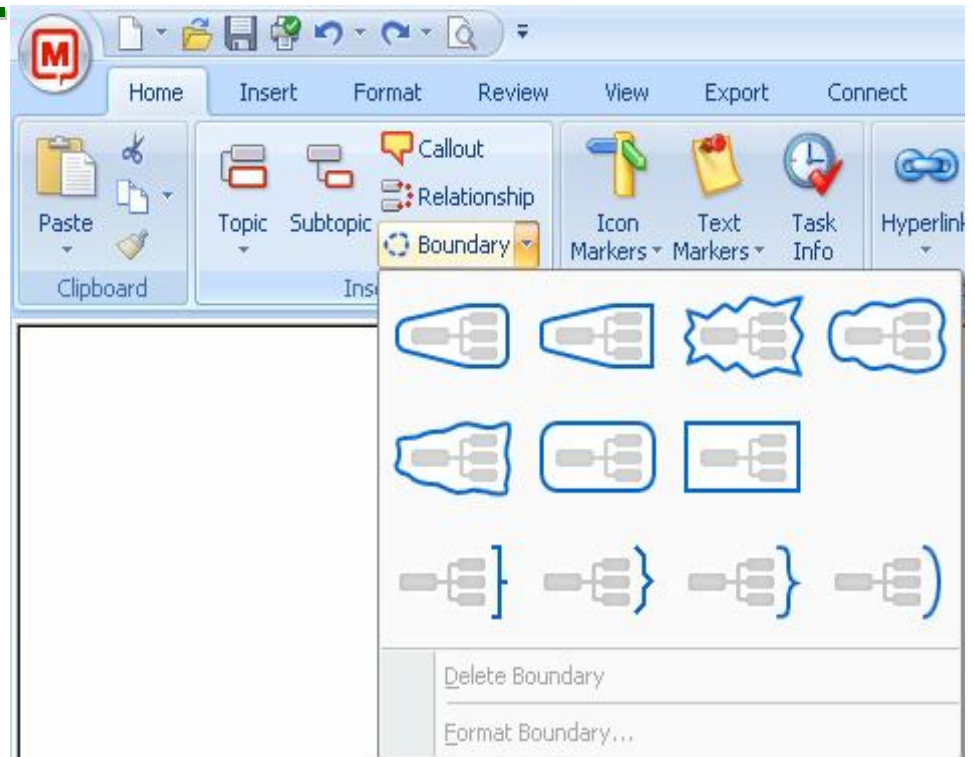 M
Home Insert Format Review View Export Connect
Callout
Relationship
Boundary
Paste
Topic
Subtopic
Icon
Markers
Text
Markers
Task
Info
Clipboard
Delete Boundary
Format Boundary...